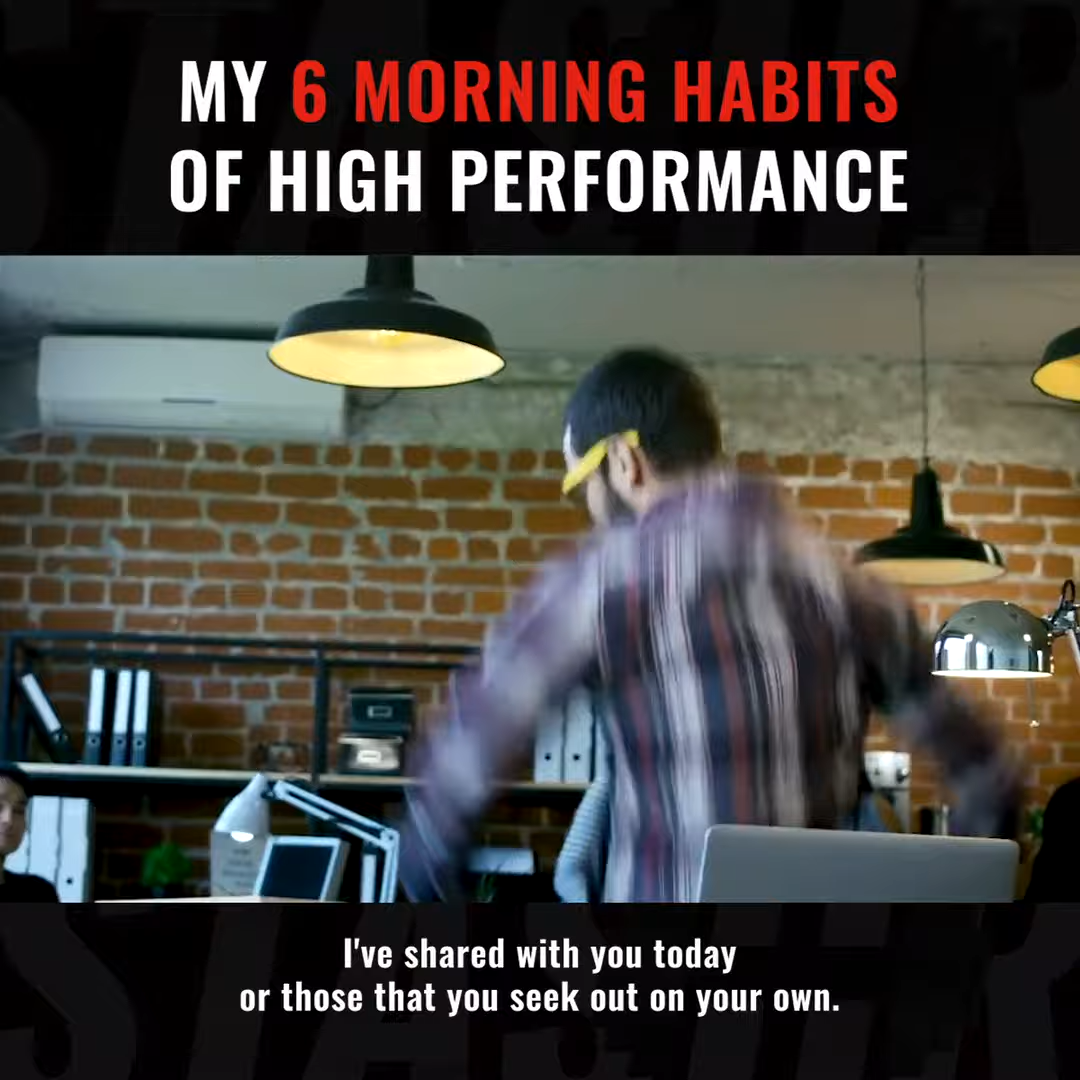 MY 6 MORNING HABITS
OF HIGH PERFORMANCE
I've shared with you today
or those that you seek out on your own.